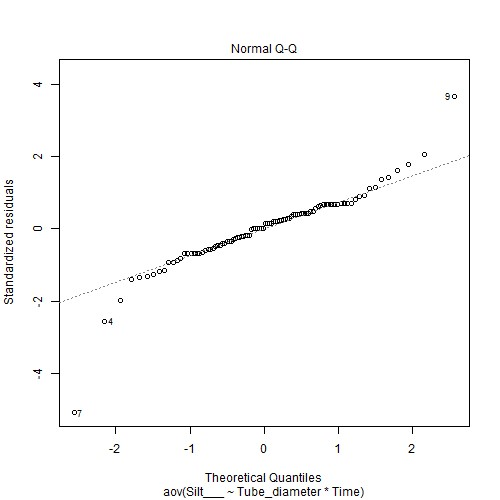 Normal Q-Q
Standardized residuals
4
2
0
-2
-4
9
4
7
-2 -1 0 1 2
Theoretical Quantiles
aov(Silt___ ~ Tube_diameter * Time)